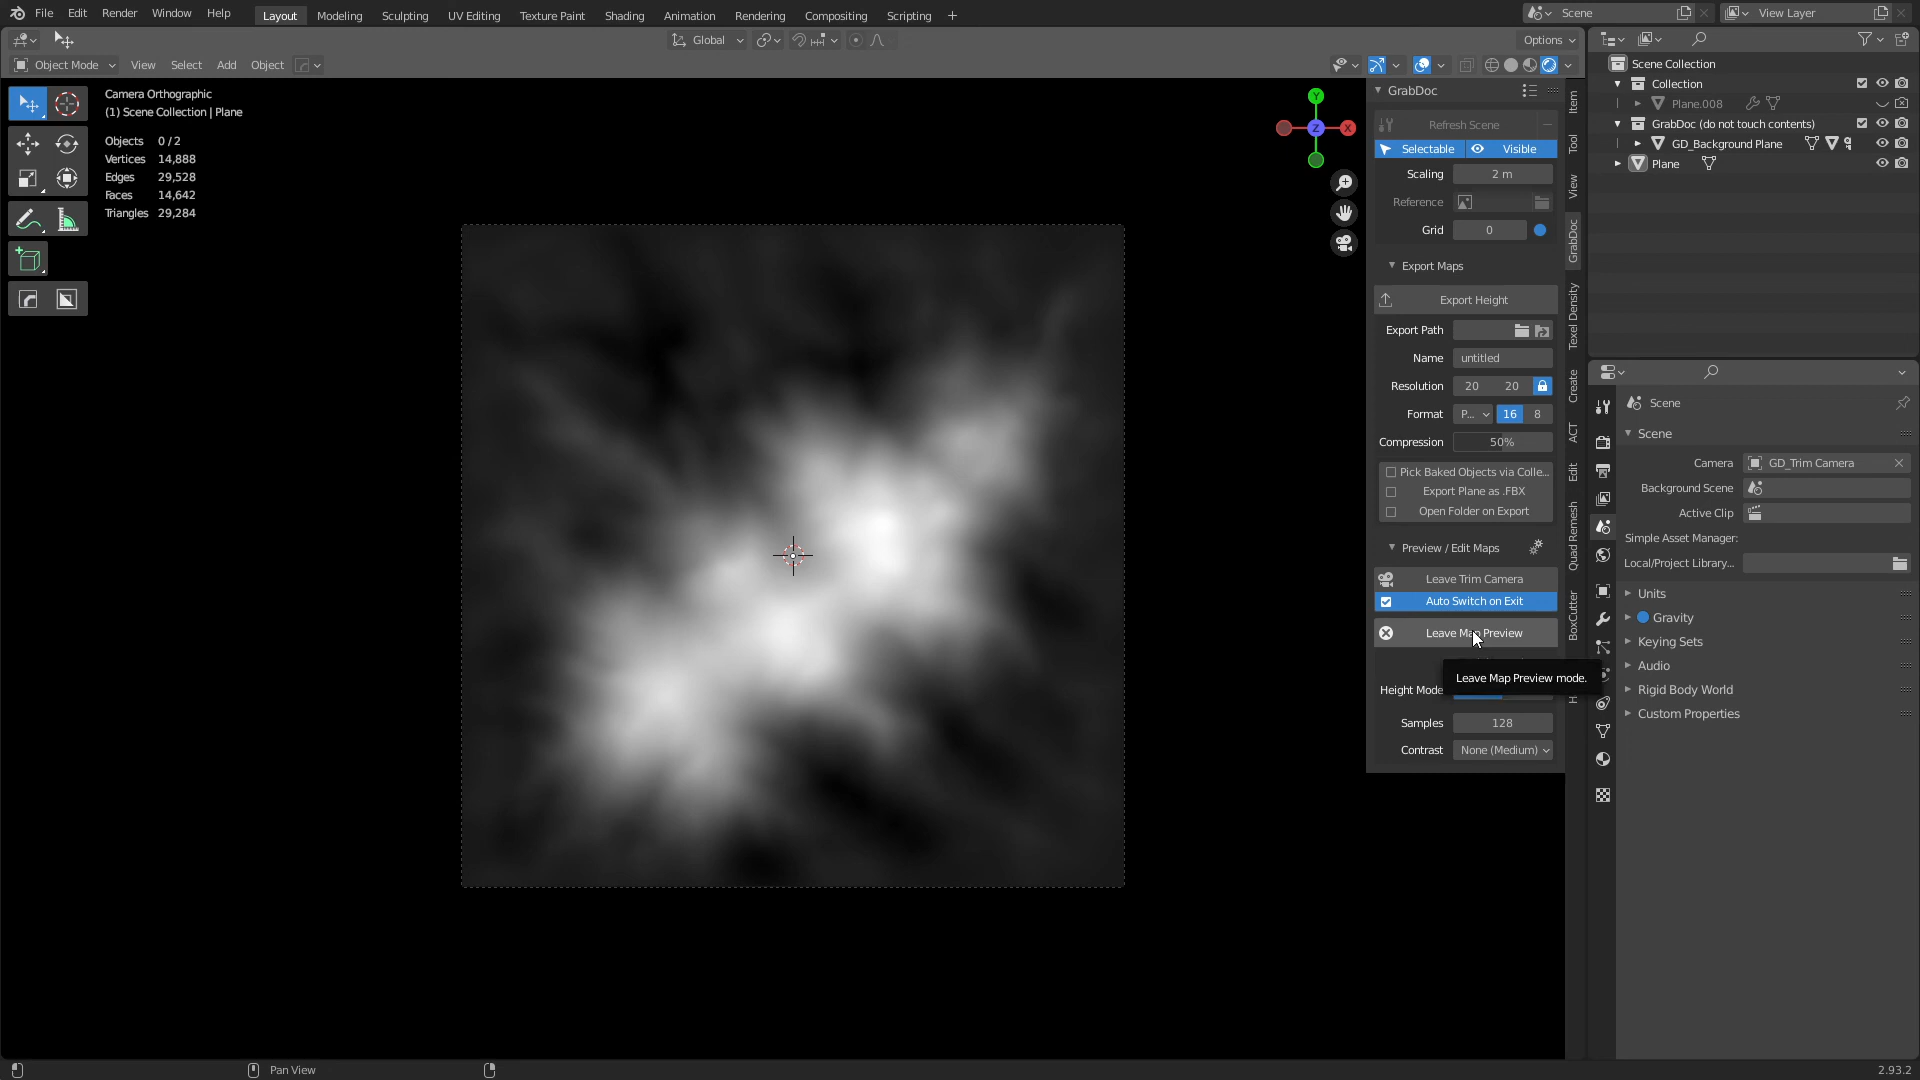 File Edit Render Window Help Layout Modeling Sculpting UV Editing Texture Paint Shading Animation Rendering Compositing Scripting + Scene View Layer
Global Options
Object Mode View Select Add Object
Camera Orthographic
(1) Scene Collection | Plane
Objects 0 / 2
Vertices 14,888
Edges 29,528
Faces 14,642
Triangles 29,284
Y
X
Z
GrabDoc
Refresh Scene
Selectable Visible
Scaling 2 m
Reference
Grid 0
Export Maps
Export Height
Export Path
Name untitled
Resolution 20 20
Format P... 16 8
Compression 50%
Pick Baked Objects via Colle...
Export Plane as .FBX
Open Folder on Export
Preview / Edit Maps
Leave Trim Camera
Auto Switch on Exit
Leave Map Preview
Leave Map Preview mode.
Height Mode
Samples 128
Contrast None (Medium)
Item
Tool
View
GrabDoc
Texel Density
Create
ACT
Edit
Quad Remesh
BoxCutter
Scene Collection
Collection
Plane.008
GrabDoc (do not touch contents)
GD_Background Plane
Plane
Scene
Scene
Camera GD_Trim Camera
Background Scene
Active Clip
Simple Asset Manager:
Local/Project Library...
Units
Gravity
Keying Sets
Audio
Rigid Body World
Custom Properties
Pan View
2.93.2